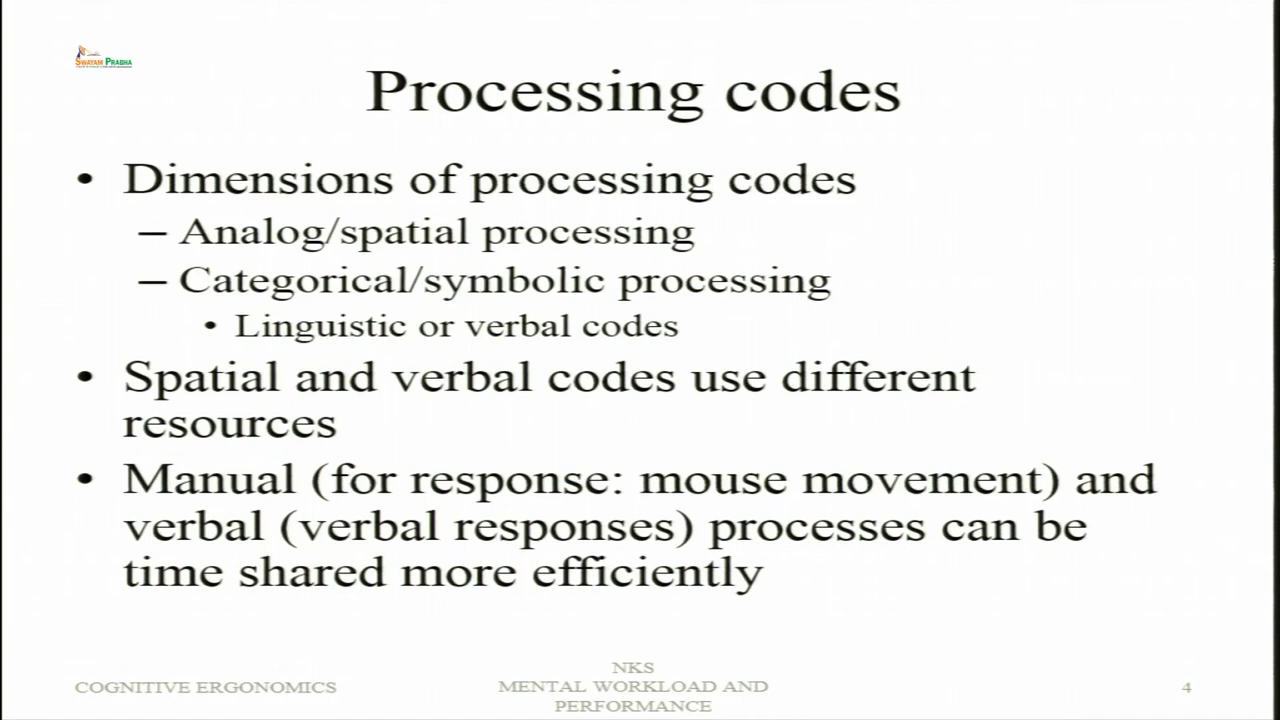 SWAYAM PRABHA
Processing codes
• Dimensions of processing codes
– Analog/spatial processing
– Categorical/symbolic processing
• Linguistic or verbal codes
• Spatial and verbal codes use different
resources
• Manual (for response: mouse movement) and
verbal (verbal responses) processes can be
time shared more efficiently
COGNITIVE ERGONOMICS
NKS
MENTAL WORKLOAD AND
PERFORMANCE
4